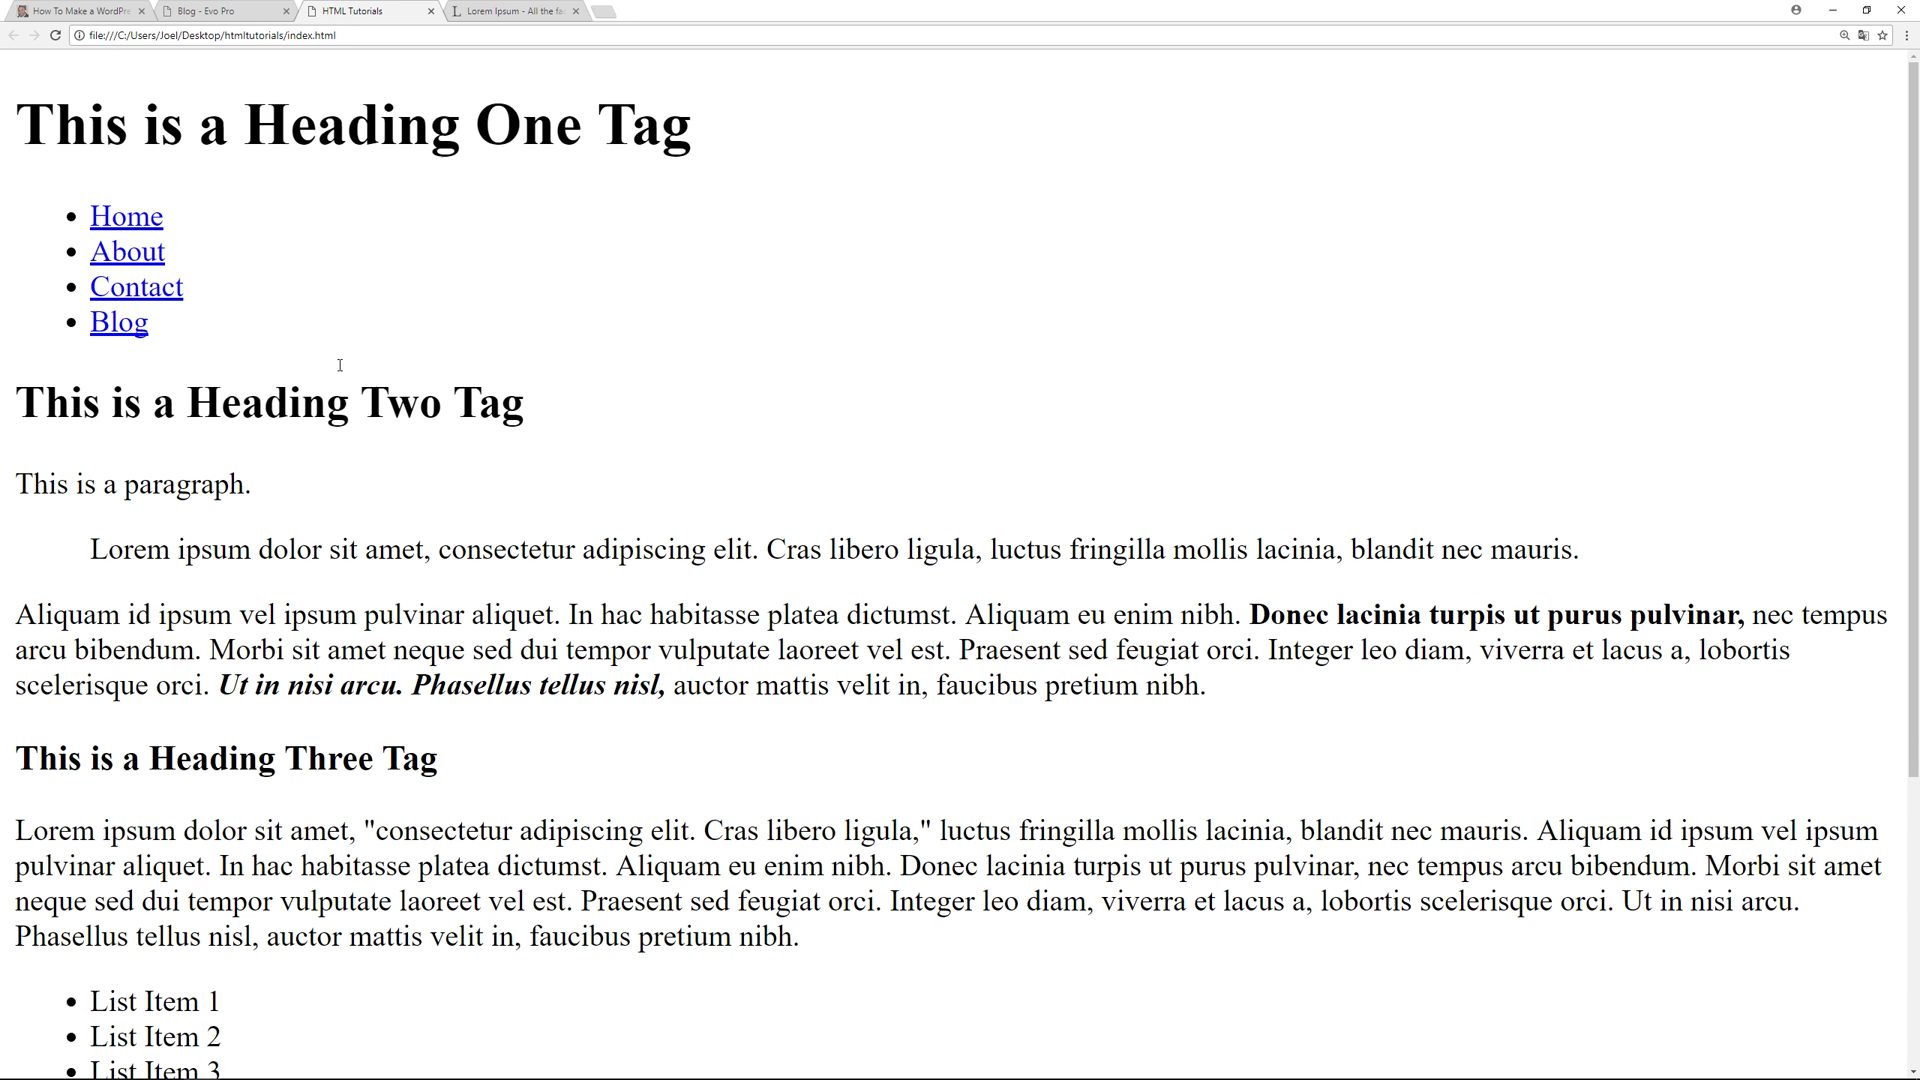 How To Make a WordPre
Blog - Evo Pro
HTML Tutorials
Lorem Ipsum - All the fa
file:///C:/Users/Joel/Desktop/htmltutorials/index.html
This is a Heading One Tag
Home
About
Contact
Blog
This is a Heading Two Tag
This is a paragraph.
Lorem ipsum dolor sit amet, consectetur adipiscing elit. Cras libero ligula, luctus fringilla mollis lacinia, blandit nec mauris.
Aliquam id ipsum vel ipsum pulvinar aliquet. In hac habitasse platea dictumst. Aliquam eu enim nibh. Donec lacinia turpis ut purus pulvinar, nec tempus
arcu bibendum. Morbi sit amet neque sed dui tempor vulputate laoreet vel est. Praesent sed feugiat orci. Integer leo diam, viverra et lacus a, lobortis
scelerisque orci. Ut in nisi arcu. Phasellus tellus nisl, auctor mattis velit in, faucibus pretium nibh.
This is a Heading Three Tag
Lorem ipsum dolor sit amet, "consectetur adipiscing elit. Cras libero ligula," luctus fringilla mollis lacinia, blandit nec mauris. Aliquam id ipsum vel ipsum
pulvinar aliquet. In hac habitasse platea dictumst. Aliquam eu enim nibh. Donec lacinia turpis ut purus pulvinar, nec tempus arcu bibendum. Morbi sit amet
neque sed dui tempor vulputate laoreet vel est. Praesent sed feugiat orci. Integer leo diam, viverra et lacus a, lobortis scelerisque orci. Ut in nisi arcu.
Phasellus tellus nisl, auctor mattis velit in, faucibus pretium nibh.
List Item 1
List Item 2
List Item 3